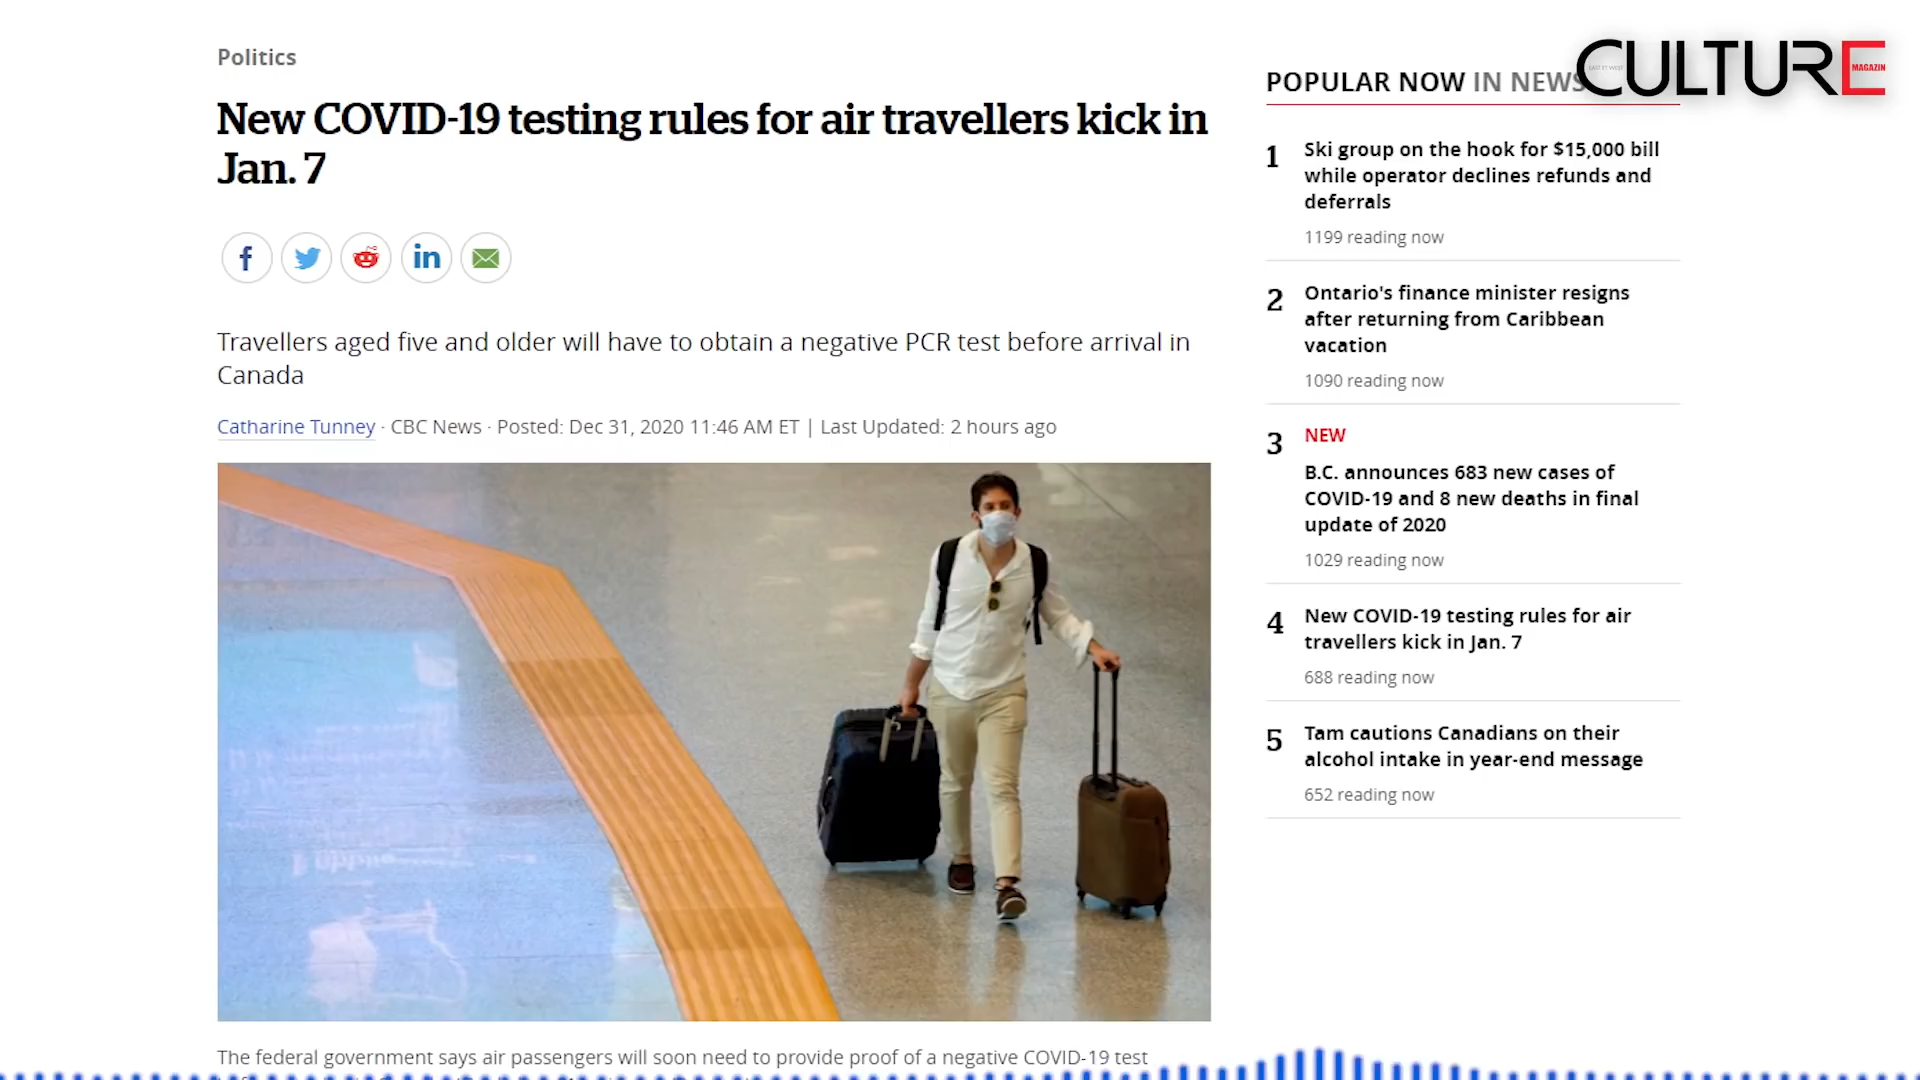 Politics
New COVID-19 testing rules for air travellers kick in
Jan. 7
Travellers aged five and older will have to obtain a negative PCR test before arrival in
Canada
Catharine Tunney · CBC News · Posted: Dec 31, 2020 11:46 AM ET | Last Updated: 2 hours ago
The federal government says air passengers will soon need to provide proof of a negative COVID-19 test
POPULAR NOW IN NEWS
1
Ski group on the hook for $15,000 bill
while operator declines refunds and
deferrals
1199 reading now
2
Ontario's finance minister resigns
after returning from Caribbean
vacation
1090 reading now
3
NEW
B.C. announces 683 new cases of
COVID-19 and 8 new deaths in final
update of 2020
1029 reading now
4
New COVID-19 testing rules for air
travellers kick in Jan. 7
688 reading now
5
Tam cautions Canadians on their
alcohol intake in year-end message
652 reading now
CULTURE
MAGAZIN